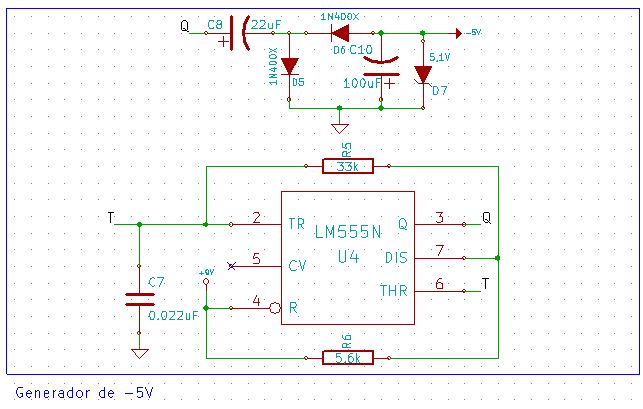 C8
22uF
1N400X
Q
-5V
D6
C10
5,1V
1N400X
D5
100uF
D7
R5
33k
T
2
TR
Q
3
Q
LM555N
U4
5
CV
DIS
7
+9V
C7
THR
6
T
0.022uF
4
R
R6
5.6k
Generador de -5V